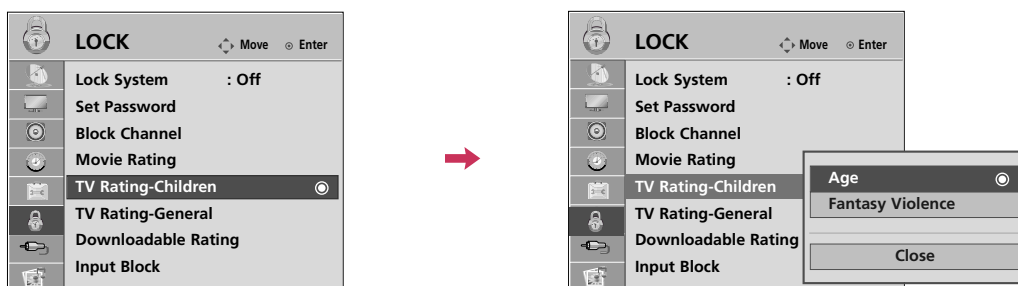 LOCK
Move
Enter
Lock System : Off
Set Password
Block Channel
Movie Rating
TV Rating-Children
TV Rating-General
Downloadable Rating
Input Block
LOCK
Move
Enter
Lock System : Off
Set Password
Block Channel
Movie Rating
TV Rating-Children
TV Rating-General
Downloadable Rating
Input Block
Age
Fantasy Violence
Close